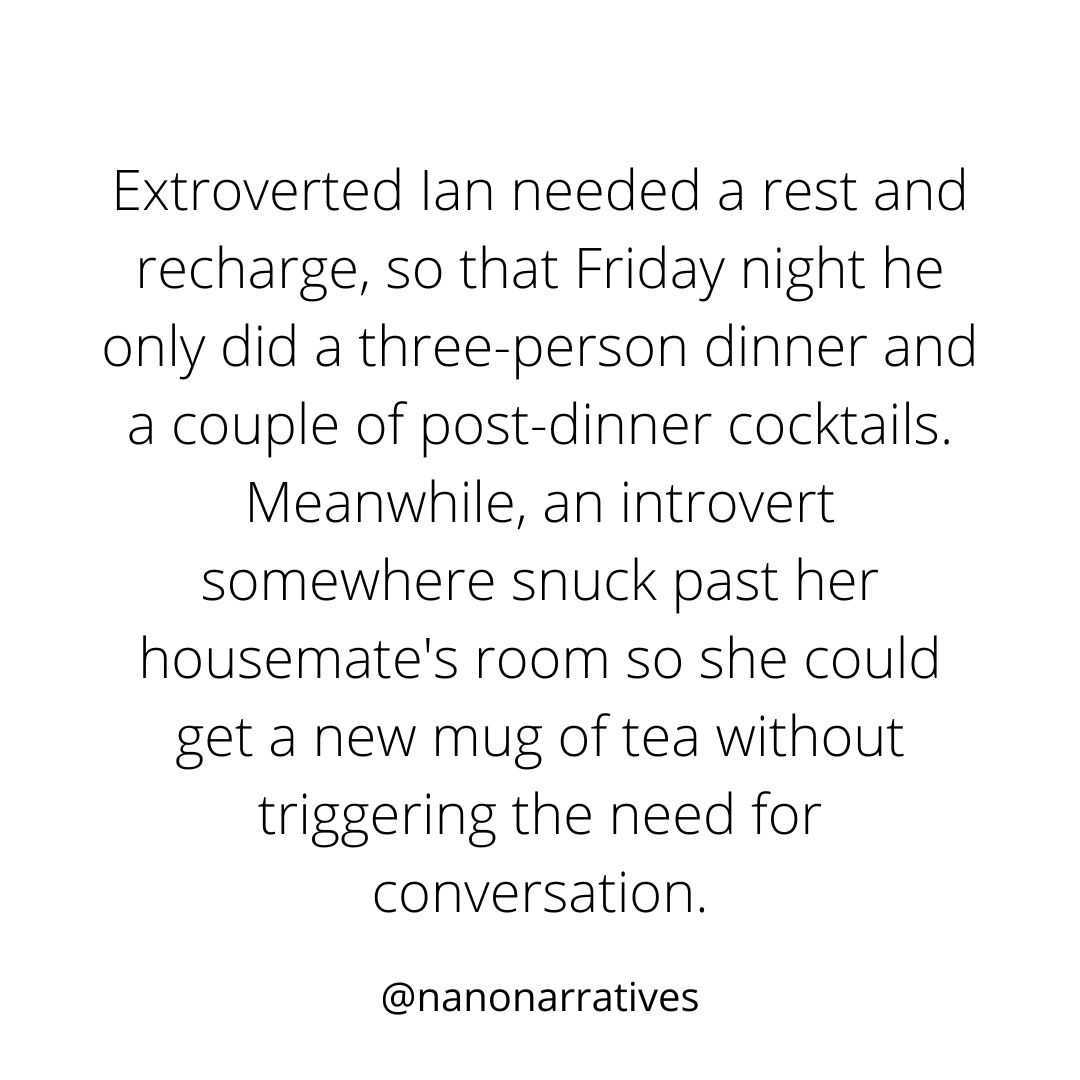 Extroverted Ian needed a rest and
recharge, so that Friday night he
only did a three-person dinner and
a couple of post-dinner cocktails.
Meanwhile, an introvert
somewhere snuck past her
housemate's room so she could
get a new mug of tea without
triggering the need for
conversation.
@nanonarratives